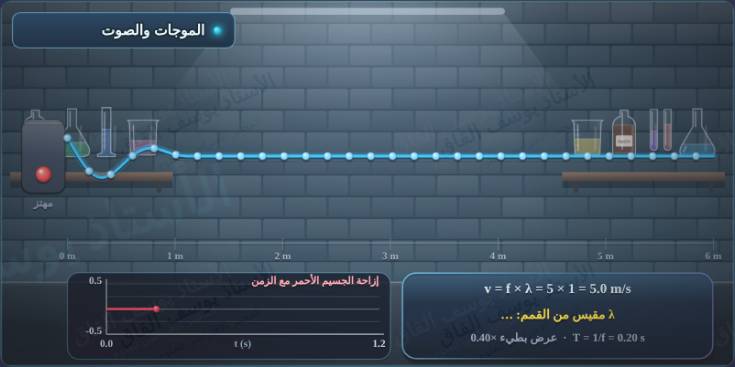 الموجات والصوت
مهتز
0 m 1 m 2 m 3 m 4 m 5 m 6 m
إزاحة الجسيم الأحمر مع الزمن
0.5
-0.5
0.0 t (s) 1.2
v = f × λ = 5 × 1 = 5.0 m/s
λ مقيس من القمم: …
T = 1/f = 0.20 s · عرض بطيء ×0.40